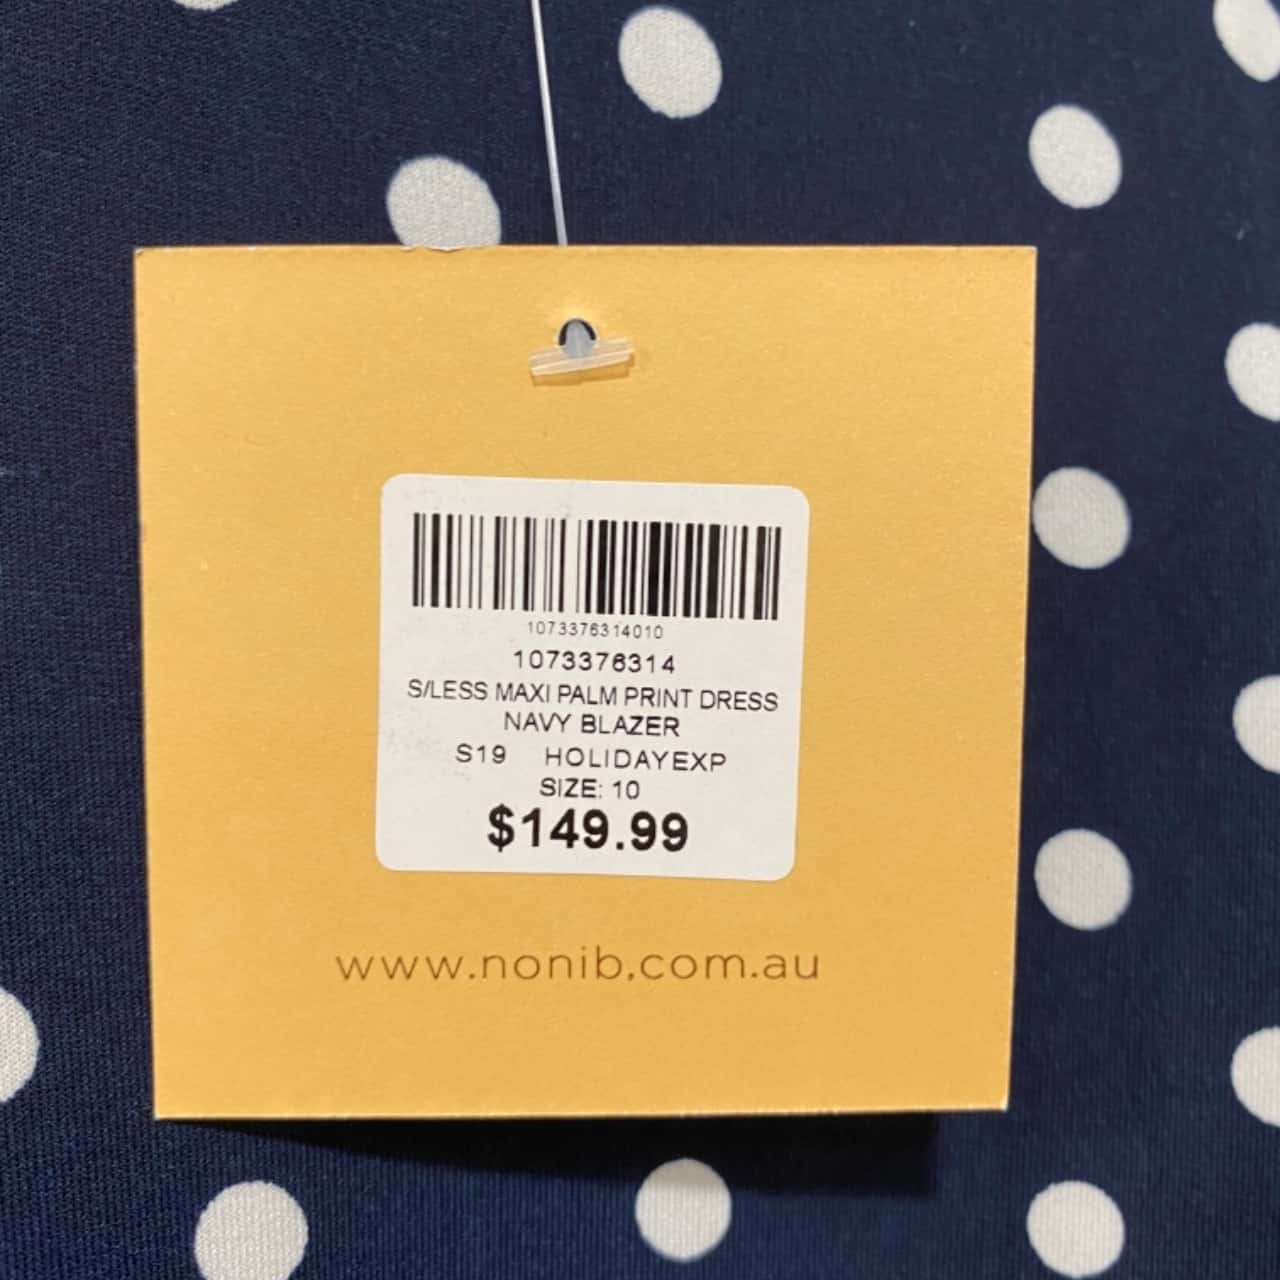 1073376314010
1073376314
S/LESS MAXI PALM PRINT DRESS
NAVY BLAZER
S19 HOLIDAYEXP
SIZE: 10
$149.99
www.nonib.com.au